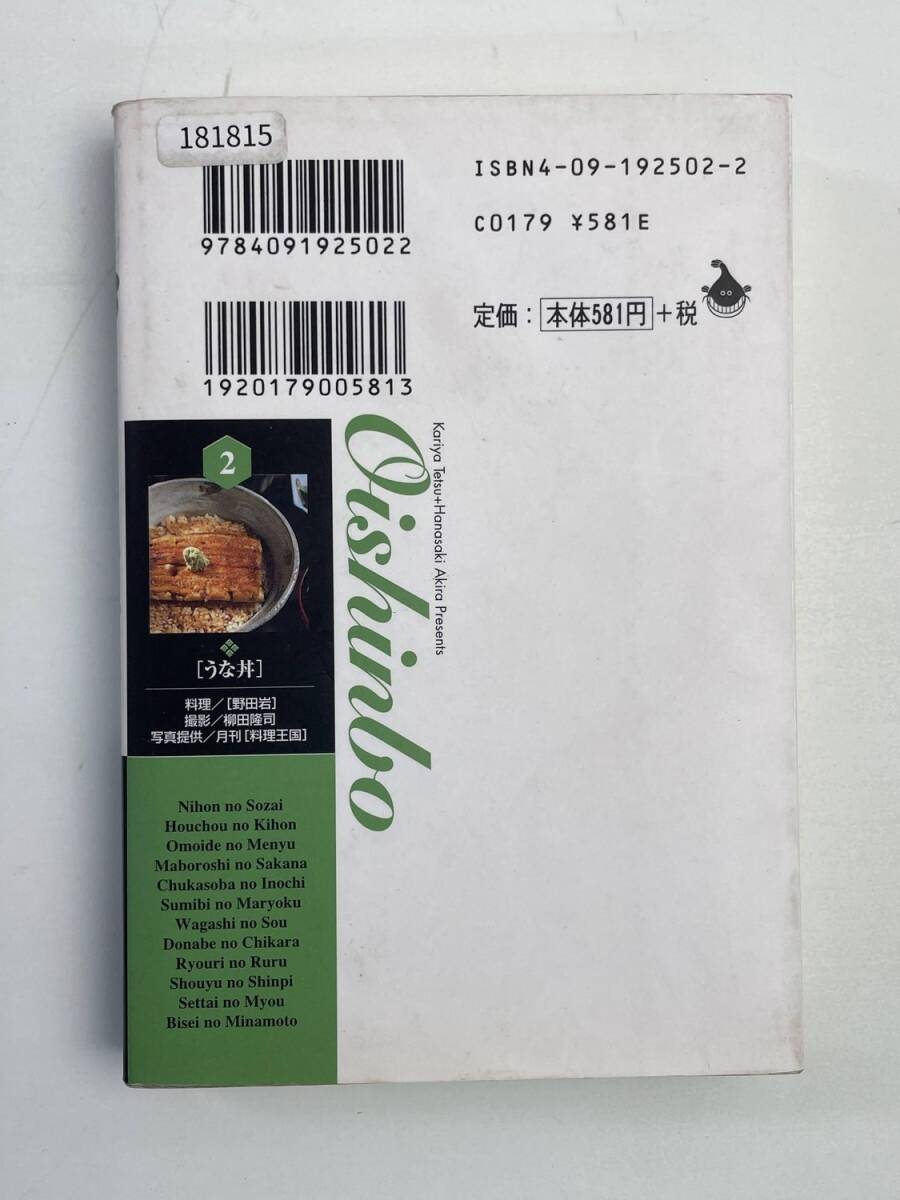 181815
9784091925022
ISBN4-09-192502-2
C0179 ¥581E
定価：本体581円+税
1920179005813
Kariya Tetsu+Hanasaki Akira Presents
Oishinbo
2
［うな丼］
料理／［野田岩］
撮影／柳田隆司
写真提供／月刊［料理王国］
Nihon no Sozai
Houchou no Kihon
Omoide no Menyu
Maboroshi no Sakana
Chukasoba no Inochi
Sumibi no Maryoku
Wagashi no Sou
Donabe no Chikara
Ryouri no Ruru
Shouyu no Shinpi
Settai no Myou
Bisei no Minamoto